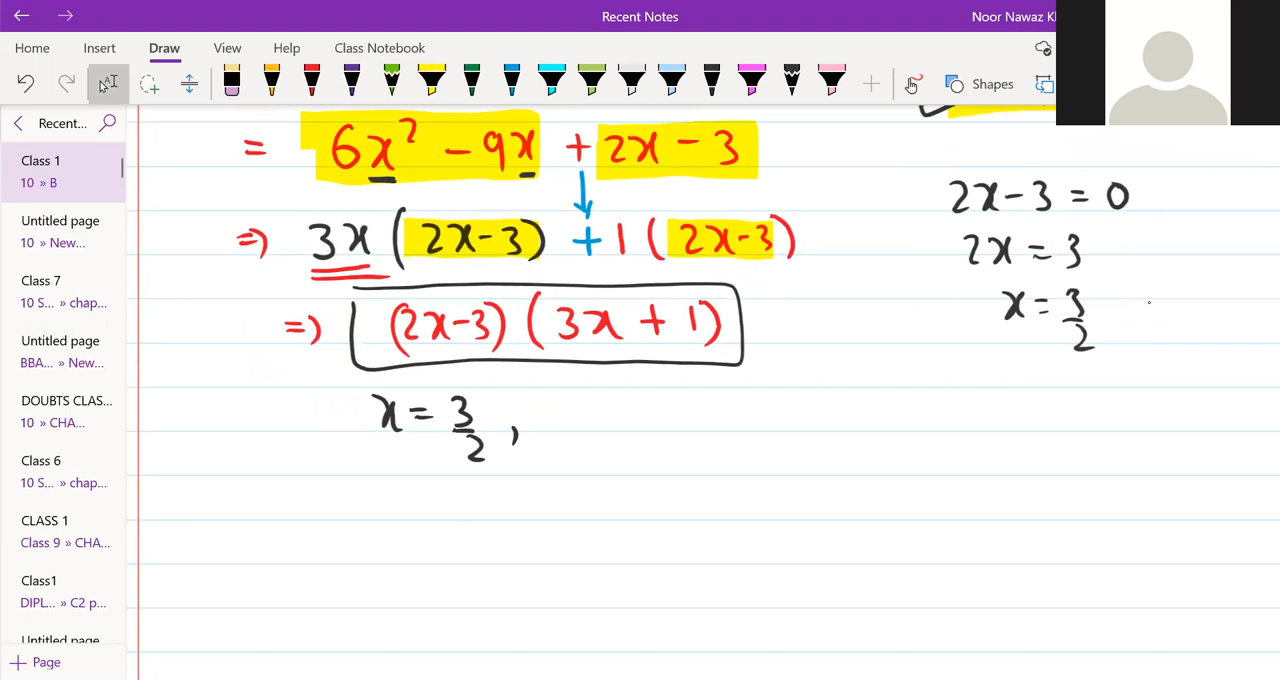 Recent Notes
Noor Nawaz Kh
Home Insert Draw View Help Class Notebook
Shapes
Recent...
Class 1
10 » B
Untitled page
10 » New...
Class 7
10 S... » chap...
Untitled page
BBA... » New...
DOUBTS CLAS...
10 » CHA...
Class 6
10 S... » chap...
CLASS 1
Class 9 » CHA...
Class1
DIPL... » C2 p...
Untitled page
+ Page
= 6x² - 9x + 2x - 3
=> 3x (2x-3) + 1 (2x-3)
=> (2x-3) (3x + 1)
x = 3/2 ,
2x-3 = 0
2x = 3
x = 3/2